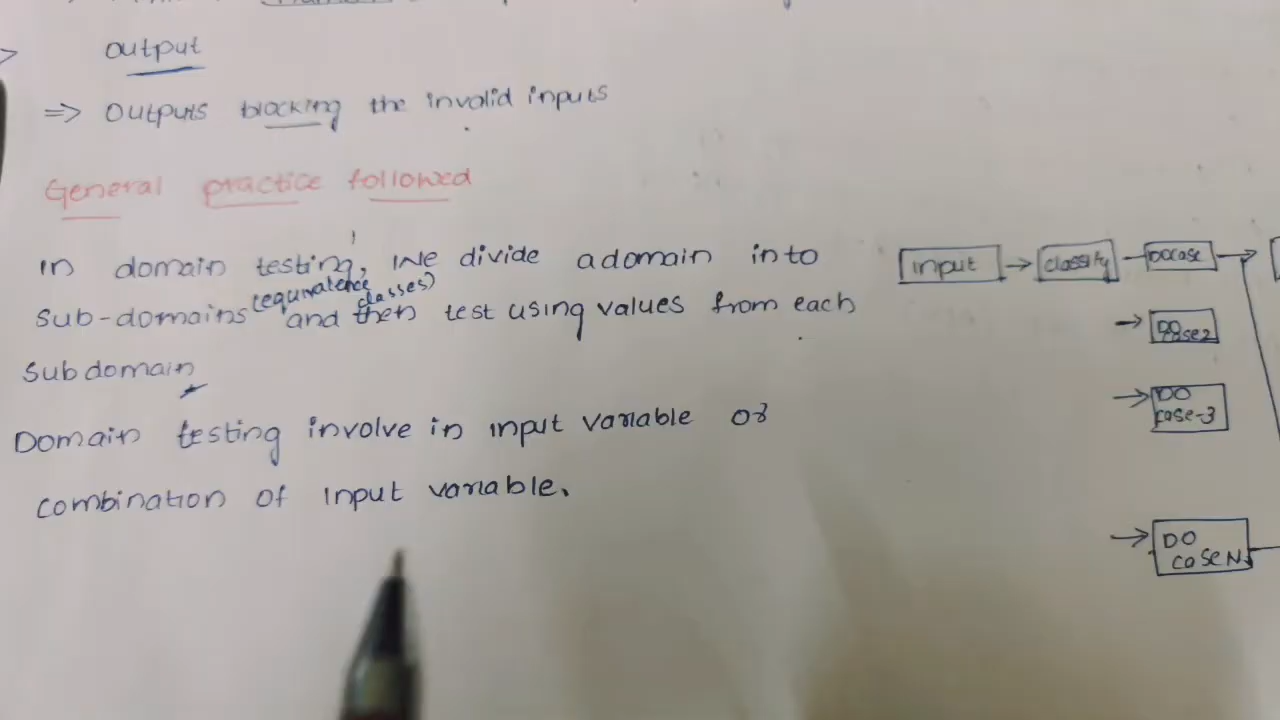 output
=> outputs blocking the invalid inputs
General practice followed
In domain testing, We divide a domain into
sub-domains (equivalence classes) and then test using values from each
subdomain
Domain testing involve in input variable or
combination of input variable.
input → classify → DO case
→ DO case 2
→ DO case-3
→ DO case N